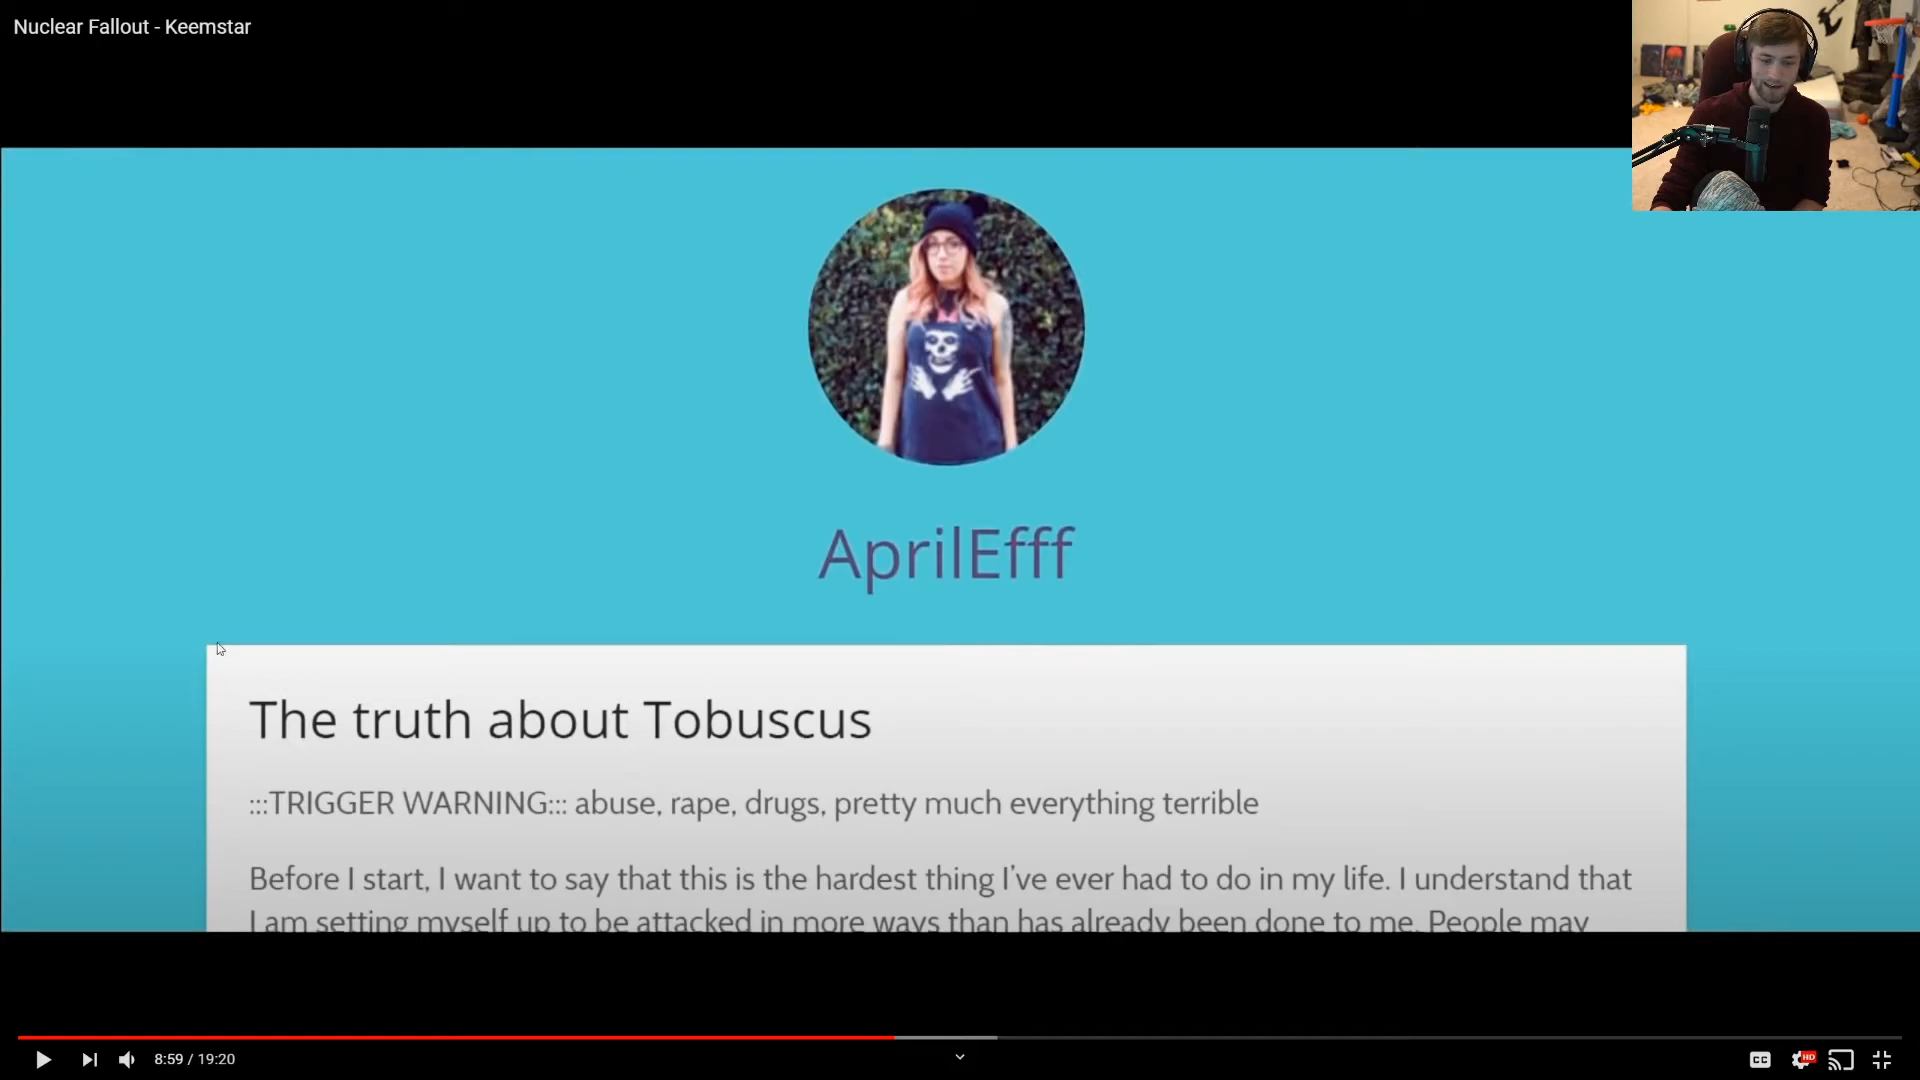 Nuclear Fallout - Keemstar
AprilEfff
The truth about Tobuscus
:::TRIGGER WARNING::: abuse, rape, drugs, pretty much everything terrible
Before I start, I want to say that this is the hardest thing I've ever had to do in my life. I understand that
I am setting myself up to be attacked in more ways than has already been done to me. People may
8:59 / 19:20
CC
HD